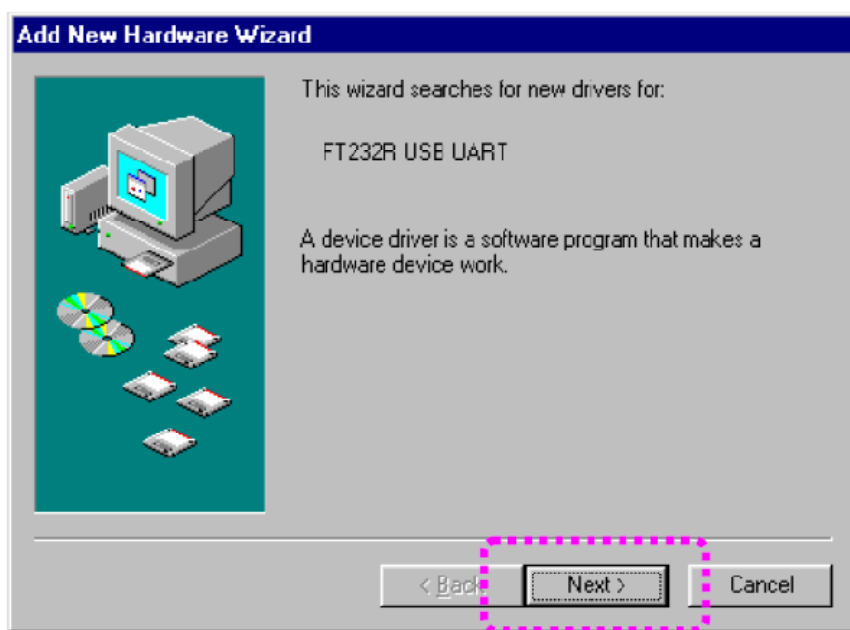 Add New Hardware Wizard
This wizard searches for new drivers for:
FT232R USB UART
A device driver is a software program that makes a
hardware device work.
< Back Next > Cancel